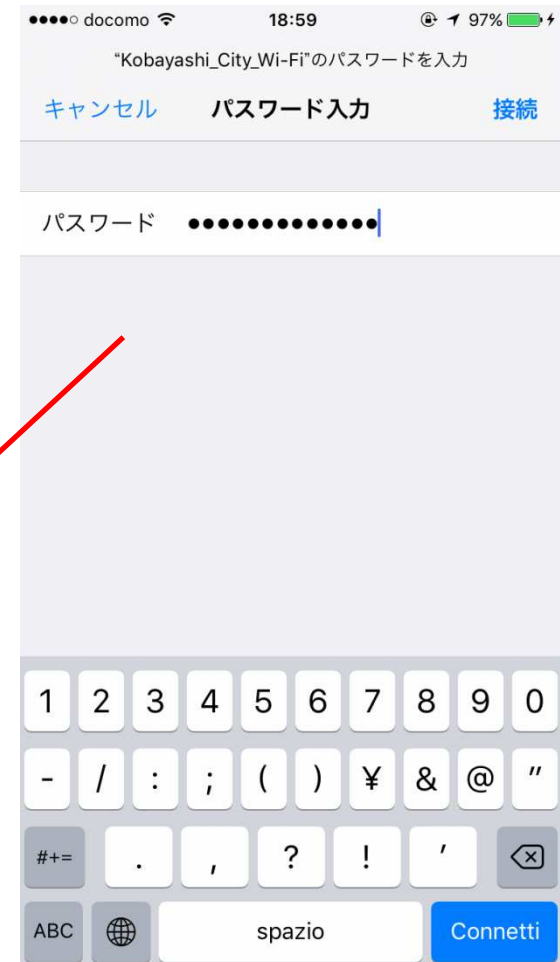 ●●●●○ docomo 18:59 97%
“Kobayashi_City_Wi-Fi”のパスワードを入力
キャンセル パスワード入力 接続
パスワード ●●●●●●●●●●●●●
1 2 3 4 5 6 7 8 9 0
- / : ; ( ) ¥ & @ "
#+= . , ? ! ′
ABC spazio Connetti